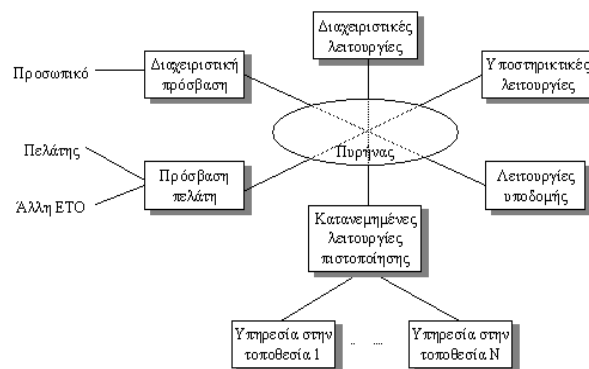 Διαχειριστικές
λειτουργίες
Προσωπικό
Διαχειριστική
πρόσβαση
Υποστηρικτικές
λειτουργίες
Πυρήνας
Πελάτης
Άλλη ΕΤΟ
Πρόσβαση
πελάτη
Λειτουργίες
υποδομής
Κατανεμημένες
λειτουργίες
πιστοποίησης
Υπηρεσία στην
τοποθεσία 1
.. ....
Υπηρεσία στην
τοποθεσία Ν